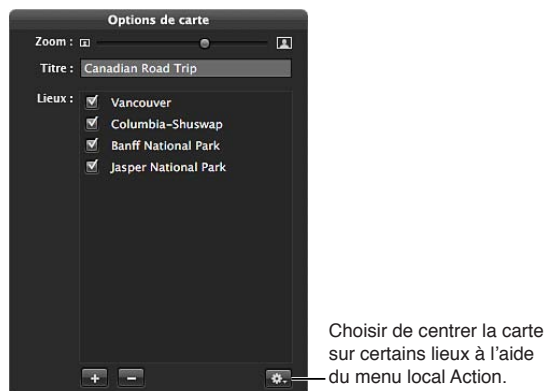 Options de carte
Zoom :
Titre : Canadian Road Trip
Lieux : Vancouver
Columbia-Shuswap
Banff National Park
Jasper National Park
Choisir de centrer la carte
sur certains lieux à l’aide
du menu local Action.